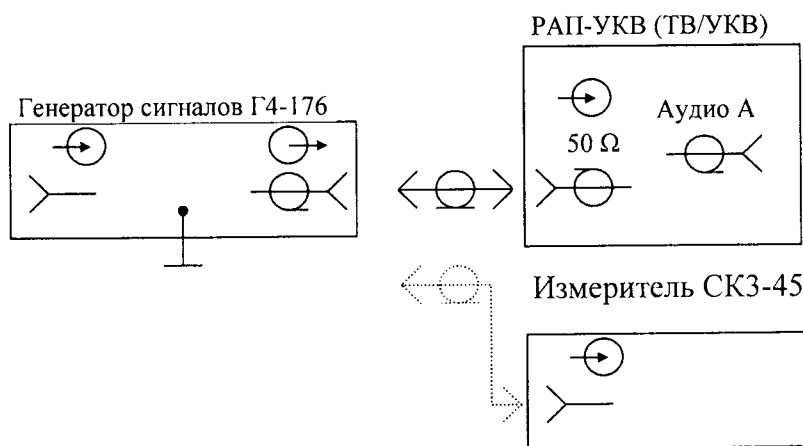 РАП-УКВ (ТВ/УКВ)
Генератор сигналов Г4-176
Аудио А
50 Ω
Измеритель СК3-45